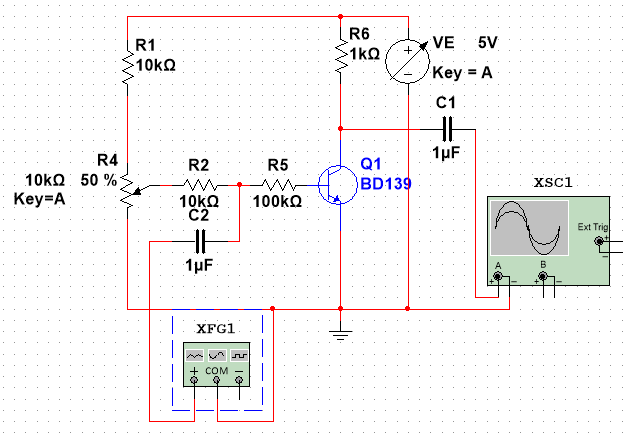 R1
10kΩ
R6
1kΩ
VE 5V
Key = A
C1
1µF
Q1
BD139
R4
50 %
10kΩ
Key=A
R2
10kΩ
R5
100kΩ
C2
1µF
XSC1
Ext Trig
+
−
A
B
+ − + −
XFG1
+ COM −